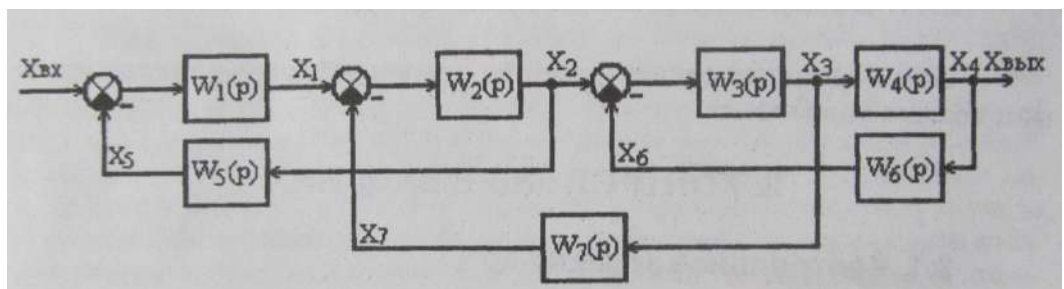 Xвх
W1(p)
X1
W2(p)
X2
W3(p)
X3
W4(p)
X4 Xвых
X5
W5(p)
X6
W6(p)
X7
W7(p)